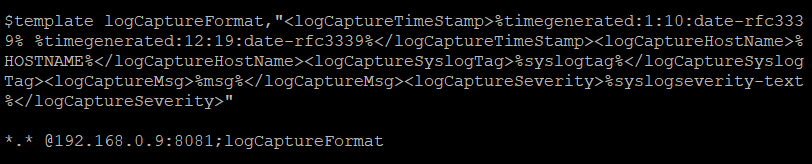 $template logCaptureFormat,"<logCaptureTimeStamp>%timegenerated:1:10:date-rfc333
9% %timegenerated:12:19:date-rfc3339%</logCaptureTimeStamp><logCaptureHostName>%
HOSTNAME%</logCaptureHostName><logCaptureSyslogTag>%syslogtag%</logCaptureSyslog
Tag><logCaptureMsg>%msg%</logCaptureMsg><logCaptureSeverity>%syslogseverity-text
%</logCaptureSeverity>"
*.* @192.168.0.9:8081;logCaptureFormat